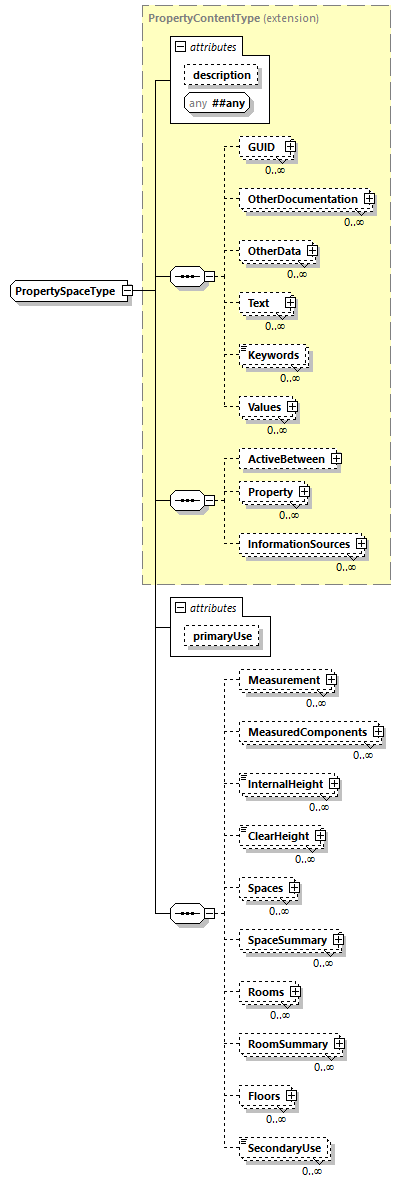 PropertyContentType (extension)
attributes
description
any ##any
GUID
0..∞
OtherDocumentation
0..∞
OtherData
0..∞
PropertySpaceType
Text
0..∞
Keywords
0..∞
Values
0..∞
ActiveBetween
Property
0..∞
InformationSources
0..∞
attributes
primaryUse
Measurement
0..∞
MeasuredComponents
0..∞
InternalHeight
0..∞
ClearHeight
0..∞
Spaces
0..∞
SpaceSummary
0..∞
Rooms
0..∞
RoomSummary
0..∞
Floors
0..∞
SecondaryUse
0..∞